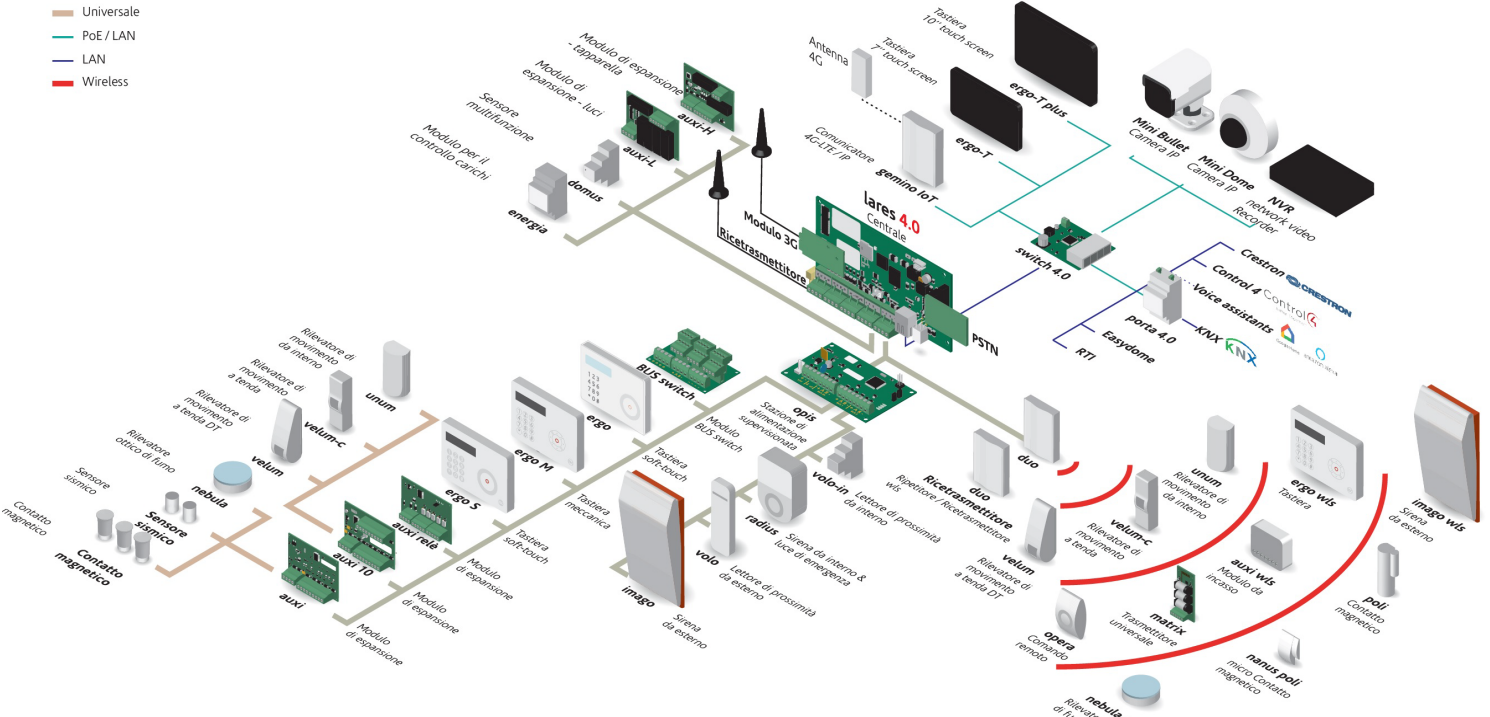 Universale
PoE / LAN
LAN
Wireless
Modulo di espansione
- tapparella
auxi-H
Modulo di
espansione - luci
auxi-L
Sensore
multifunzione
domus
Modulo per il
controllo carichi
energia
Antenna
4G
Tastiera
10'' touch screen
ergo-T plus
Tastiera
7'' touch screen
ergo-T
Comunicatore
4G-LTE / IP
gemino IoT
Mini Bullet
Camera IP
Mini Dome
Camera IP
NVR
network video
Recorder
lares 4.0
Centrale
Modulo 3G
Ricetrasmettitore
PSTN
switch 4.0
porta 4.0
Crestron
CRESTRON
Control 4
Control4
Voice assistants
KNX
KNX
Easydome
RTI
Rilevatore di
movimento
da interno
unum
Rilevatore di
movimento
a tenda
velum-c
Rilevatore di
movimento
a tenda DT
velum
Rilevatore
ottico di fumo
nebula
Sensore
sismico
Sensore
sismico
Contatto
magnetico
Contatto
magnetico
BUS switch
Modulo
BUS switch
ergo
Tastiera
soft-touch
ergo M
Tastiera
meccanica
ergo S
Tastiera
soft-touch
auxi relè
Modulo
di espansione
auxi 10
Modulo
di espansione
auxi
Modulo
di espansione
opis
Stazione di
alimentazione
supervisionata
volo-in
Lettore di prossimità
da interno
radius
Sirena da interno &
luce di emergenza
volo
Lettore di prossimità
da esterno
imago
Sirena
da esterno
duo
duo
Ricetrasmettitore
Ripetitore / Ricetrasmettitore
wls
velum
Rilevatore di
movimento
a tenda DT
velum-c
Rilevatore di
movimento
a tenda
unum
Rilevatore di
movimento
da interno
ergo wls
Tastiera
imago wls
Sirena
da esterno
auxi wls
Modulo da
incasso
poli
Contatto
magnetico
matrix
Trasmettitore
universale
opera
Comando
remoto
nanus poli
micro Contatto
magnetico
nebula